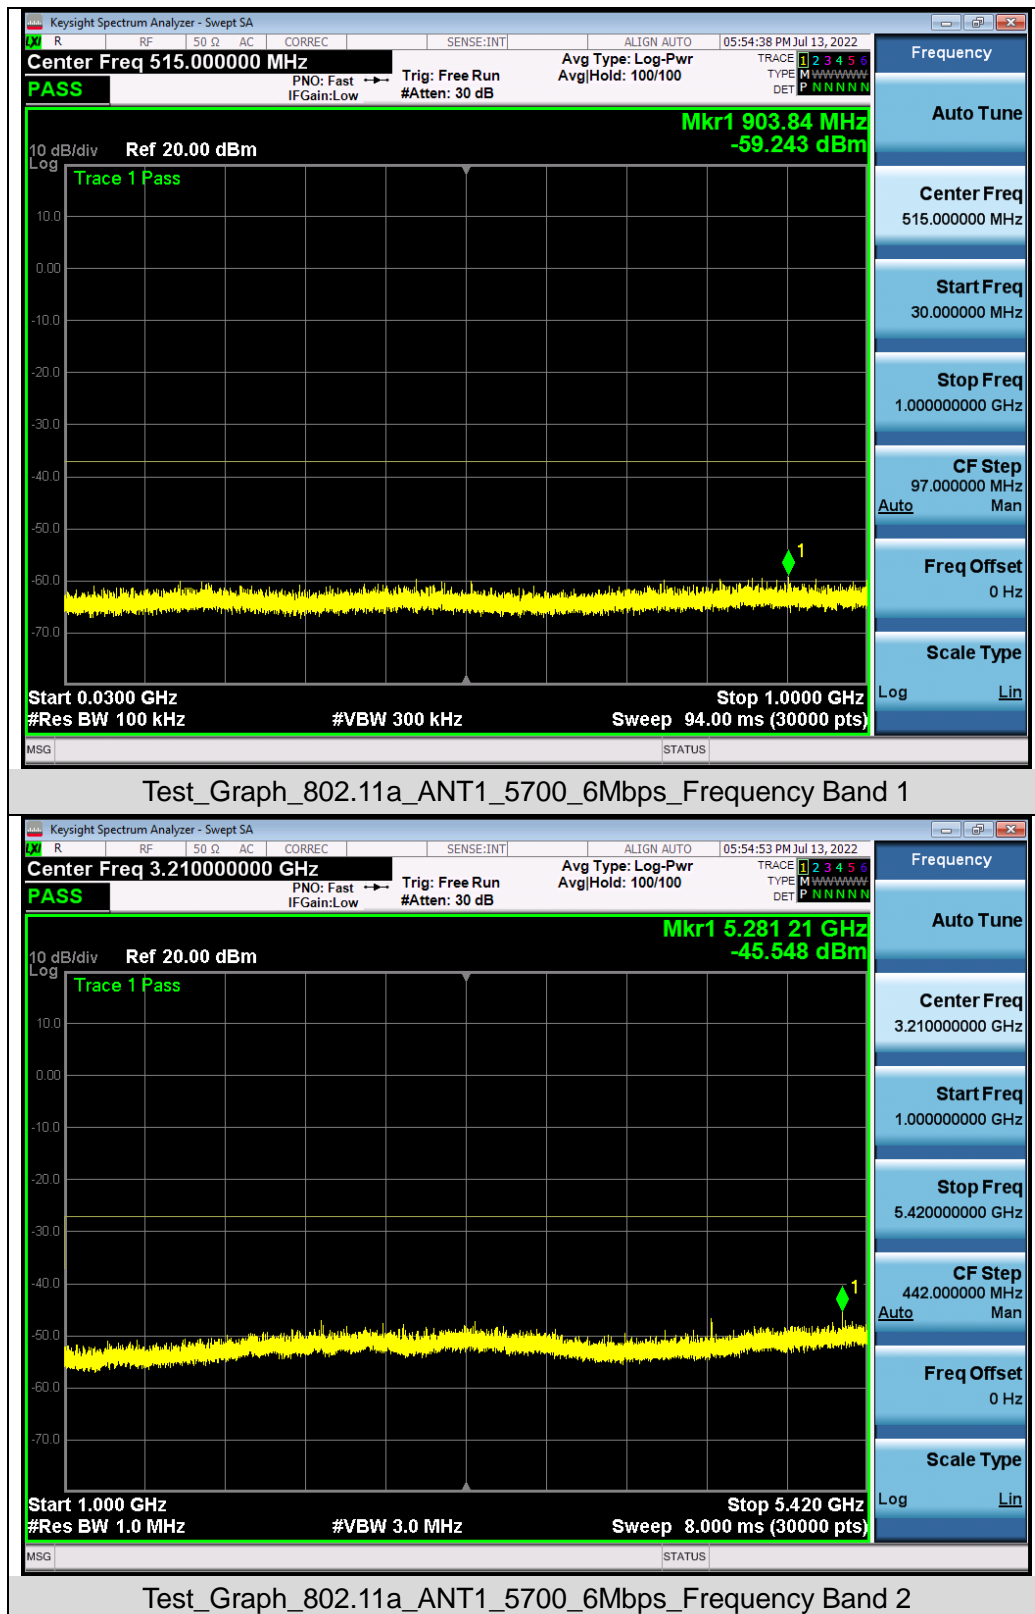 Keysight Spectrum Analyzer - Swept SA
LXI R RF 50 Ω AC CORREC SENSE:INT ALIGN AUTO 05:54:38 PM Jul 13, 2022
Center Freq 515.000000 MHz
PASS
PNO: Fast
IFGain:Low
Trig: Free Run
#Atten: 30 dB
Avg Type: Log-Pwr
Avg|Hold: 100/100
TRACE 1 2 3 4 5 6
TYPE M WWWWW
DET P N N N N N
Mkr1 903.84 MHz
-59.243 dBm
10 dB/div Ref 20.00 dBm
Log
Trace 1 Pass
10.0
0.00
-10.0
-20.0
-30.0
-40.0
-50.0
1
-60.0
-70.0
Start 0.0300 GHz Stop 1.0000 GHz
#Res BW 100 kHz #VBW 300 kHz Sweep 94.00 ms (30000 pts)
MSG STATUS
Frequency
Auto Tune
Center Freq
515.000000 MHz
Start Freq
30.000000 MHz
Stop Freq
1.000000000 GHz
CF Step
97.000000 MHz
Auto Man
Freq Offset
0 Hz
Scale Type
Log Lin
Test_Graph_802.11a_ANT1_5700_6Mbps_Frequency Band 1
Keysight Spectrum Analyzer - Swept SA
LXI R RF 50 Ω AC CORREC SENSE:INT ALIGN AUTO 05:54:53 PM Jul 13, 2022
Center Freq 3.210000000 GHz
PASS
PNO: Fast
IFGain:Low
Trig: Free Run
#Atten: 30 dB
Avg Type: Log-Pwr
Avg|Hold: 100/100
TRACE 1 2 3 4 5 6
TYPE M WWWWW
DET P N N N N N
Mkr1 5.281 21 GHz
-45.548 dBm
10 dB/div Ref 20.00 dBm
Log
Trace 1 Pass
10.0
0.00
-10.0
-20.0
-30.0
-40.0
1
-50.0
-60.0
-70.0
Start 1.000 GHz Stop 5.420 GHz
#Res BW 1.0 MHz #VBW 3.0 MHz Sweep 8.000 ms (30000 pts)
MSG STATUS
Frequency
Auto Tune
Center Freq
3.210000000 GHz
Start Freq
1.000000000 GHz
Stop Freq
5.420000000 GHz
CF Step
442.000000 MHz
Auto Man
Freq Offset
0 Hz
Scale Type
Log Lin
Test_Graph_802.11a_ANT1_5700_6Mbps_Frequency Band 2